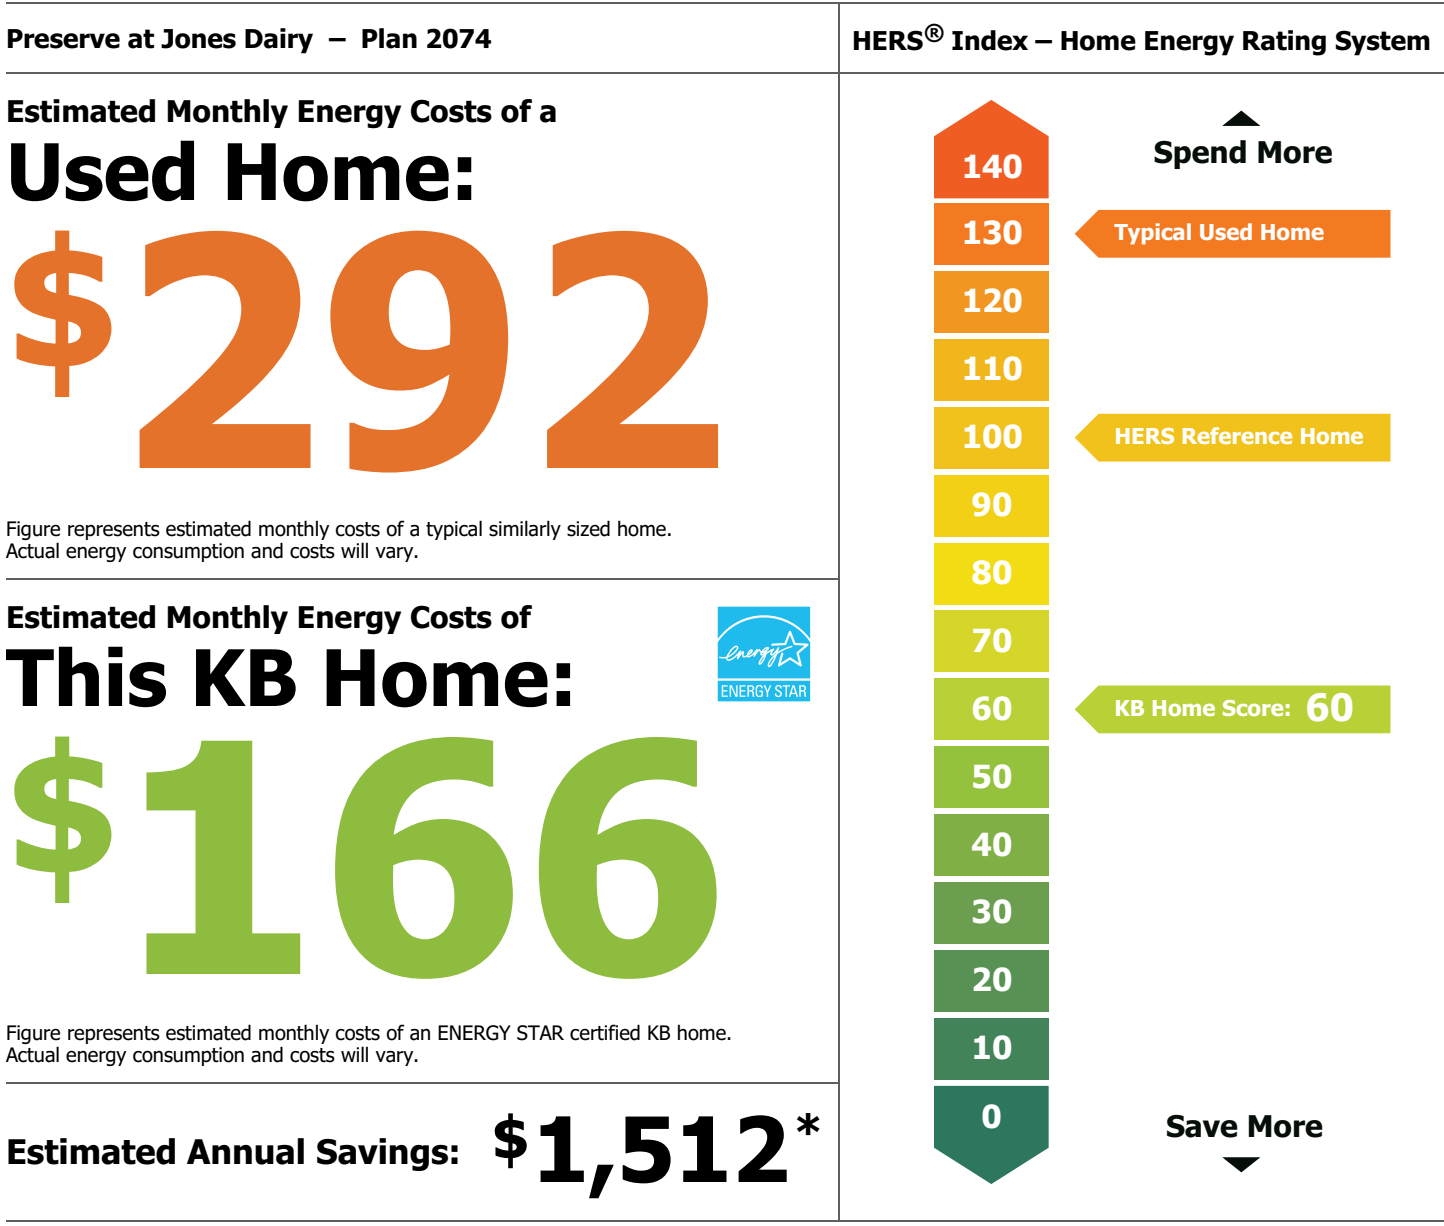 Preserve at Jones Dairy – Plan 2074
Estimated Monthly Energy Costs of a
Used Home:
$292
Figure represents estimated monthly costs of a typical similarly sized home.
Actual energy consumption and costs will vary.
Estimated Monthly Energy Costs of
This KB Home:
energy
ENERGY STAR
$166
Figure represents estimated monthly costs of an ENERGY STAR certified KB home.
Actual energy consumption and costs will vary.
Estimated Annual Savings: $1,512*
HERS® Index – Home Energy Rating System
Spend More
140
130 Typical Used Home
120
110
100 HERS Reference Home
90
80
70
60 KB Home Score: 60
50
40
30
20
10
0
Save More